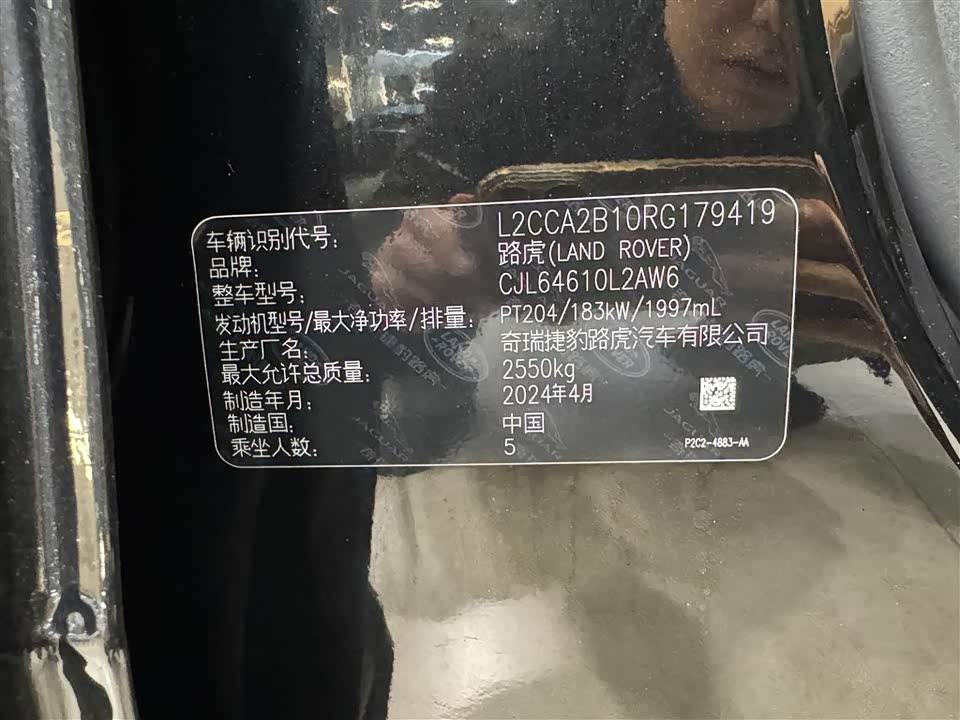 车辆识别代号: L2CCA2B10RG179419
品牌: 路虎(LAND ROVER)
整车型号: CJL64610L2AW6
发动机型号/最大净功率/排量: PT204/183kW/1997mL
生产厂名: 奇瑞捷豹路虎汽车有限公司
最大允许总质量: 2550kg
制造年月: 2024年4月
制造国: 中国
乘坐人数: 5
P2C2-4883-AA